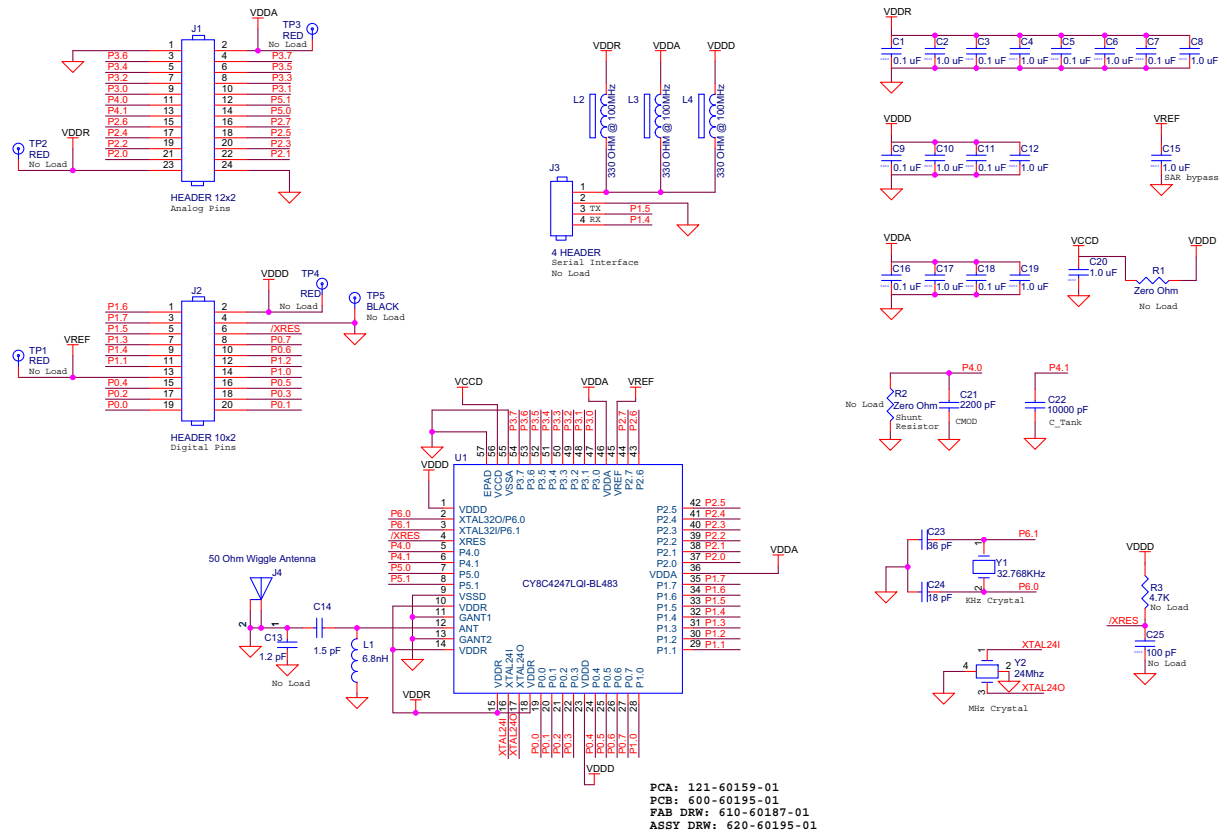 VDDA
TP3
RED
No Load
J1
1 2
P3.6 3 4 P3.7
P3.4 5 6 P3.5
P3.2 7 8 P3.3
P3.0 9 10 P3.1
P4.0 11 12 P5.1
P4.1 13 14 P5.0
P2.6 15 16 P2.7
P2.4 17 18 P2.5
P2.2 19 20 P2.3
P2.0 21 22 P2.1
23 24
VDDR
TP2
RED
No Load
HEADER 12x2
Analog Pins
VDDD
TP4
RED
No Load
TP5
BLACK
No Load
J2
P1.6 1 2
P1.7 3 4
P1.5 5 6 /XRES
P1.3 7 8 P0.7
P1.4 9 10 P0.6
P1.1 11 12 P1.2
13 14 P1.0
P0.4 15 16 P0.5
P0.2 17 18 P0.3
P0.0 19 20 P0.1
VREF
TP1
RED
No Load
HEADER 10x2
Digital Pins
VDDR VDDA VDDD
L2 330 OHM @ 100MHz
L3 330 OHM @ 100MHz
L4 330 OHM @ 100MHz
J3
1
2
3 TX P1.5
4 RX P1.4
4 HEADER
Serial Interface
No Load
VDDR
C1 C2 C3 C4 C5 C6 C7 C8
0.1 uF 1.0 uF 0.1 uF 1.0 uF 0.1 uF 1.0 uF 0.1 uF 1.0 uF
VDDD
C9 C10 C11 C12
0.1 uF 1.0 uF 0.1 uF 1.0 uF
VREF
C15
1.0 uF
SAR bypass
VDDA
C16 C17 C18 C19
0.1 uF 1.0 uF 0.1 uF 1.0 uF
VCCD
C20
1.0 uF
VDDD
R1
Zero Ohm
No Load
P4.0
R2
Zero Ohm
No Load
Shunt
Resistor
C21
2200 pF
CMOD
P4.1
C22
10000 pF
C_Tank
VCCD VDDA VREF
P3.7 P3.6 P3.5 P3.4 P3.3 P3.2 P3.1 P3.0 P2.7 P2.6
57 56 55 54 53 52 51 50 49 48 47 46 45 44 43
EPAD VCCD VSSA P3.7 P3.6 P3.5 P3.4 P3.3 P3.2 P3.1 P3.0 VDDA VREF P2.7 P2.6
U1
VDDD
1 VDDD
P6.0 2 XTAL32O/P6.0
P6.1 3 XTAL32I/P6.1
/XRES 4 XRES
P4.0 5 P4.0
P4.1 6 P4.1
P5.0 7 P5.0
P5.1 8 P5.1
9 VSSD
10 VDDR
11 GANT1
12 ANT
13 GANT2
14 VDDR
CY8C4247LQI-BL483
P2.5 42 P2.5
P2.4 41 P2.4
P2.3 40 P2.3
P2.2 39 P2.2
P2.1 38 P2.1
P2.0 37 P2.0
VDDA 36
P1.7 35 P1.7
P1.6 34 P1.6
P1.5 33 P1.5
P1.4 32 P1.4
P1.3 31 P1.3
P1.2 30 P1.2
P1.1 29 P1.1
VDDA
VDDR XTAL24I XTAL24O VDDR P0.0 P0.1 P0.2 P0.3 VDDD P0.4 P0.5 P0.6 P0.7 P1.0
15 16 17 18 19 20 21 22 23 24 25 26 27 28
XTAL24I XTAL24O P0.0 P0.1 P0.2 P0.3 P0.4 P0.5 P0.6 P0.7 P1.0
VDDR
VDDD
50 Ohm Wiggle Antenna
J4
2 1
C13
1.2 pF
No Load
C14
1.5 pF
L1
6.8nH
C23
36 pF
C24
18 pF
P6.1
1
Y1
32.768KHz
2
P6.0
KHz Crystal
XTAL24I
1
4 2
Y2
24Mhz
3
XTAL24O
MHz Crystal
VDDD
R3
4.7K
No Load
/XRES
C25
100 pF
No Load
PCA: 121-60159-01
PCB: 600-60195-01
FAB DRW: 610-60187-01
ASSY DRW: 620-60195-01